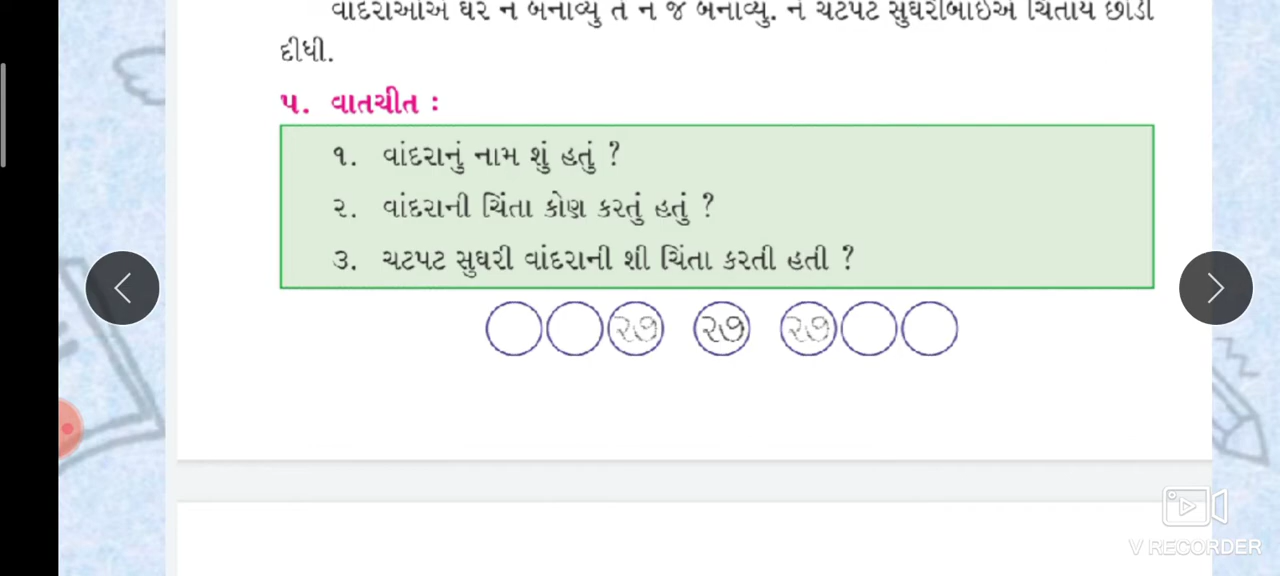 વાંદરાઓએ ઘર ન બનાવ્યું તે ન જ બનાવ્યું. ને ચટપટ સુઘરીબાઈએ ચિંતાય છોડી
દીધી.
૫. વાતચીત :
૧. વાંદરાનું નામ શું હતું ?
૨. વાંદરાની ચિંતા કોણ કરતું હતું ?
૩. ચટપટ સુઘરી વાંદરાની શી ચિંતા કરતી હતી ?
૨૭ ૨૭ ૨૭
V RECORDER